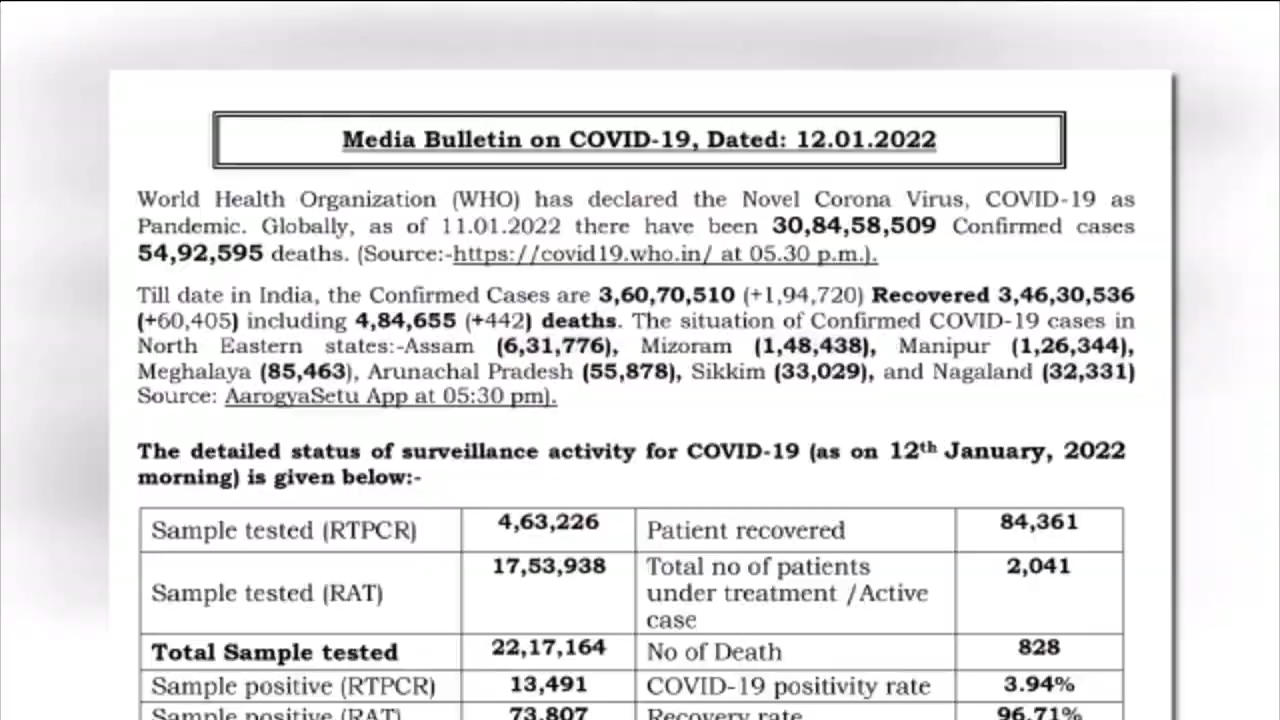 Media Bulletin on COVID-19, Dated: 12.01.2022
World Health Organization (WHO) has declared the Novel Corona Virus, COVID-19 as
Pandemic. Globally, as of 11.01.2022 there have been 30,84,58,509 Confirmed cases
54,92,595 deaths. (Source:-https://covid19.who.in/ at 05.30 p.m.).
Till date in India, the Confirmed Cases are 3,60,70,510 (+1,94,720) Recovered 3,46,30,536
(+60,405) including 4,84,655 (+442) deaths. The situation of Confirmed COVID-19 cases in
North Eastern states:-Assam (6,31,776), Mizoram (1,48,438), Manipur (1,26,344),
Meghalaya (85,463), Arunachal Pradesh (55,878), Sikkim (33,029), and Nagaland (32,331)
Source: AarogyaSetu App at 05:30 pm).
The detailed status of surveillance activity for COVID-19 (as on 12th January, 2022
morning) is given below:-
Sample tested (RTPCR) 4,63,226 Patient recovered 84,361
Sample tested (RAT) 17,53,938 Total no of patients 2,041
under treatment /Active
case
Total Sample tested 22,17,164 No of Death 828
Sample positive (RTPCR) 13,491 COVID-19 positivity rate 3.94%
Sample positive (RAT) 73,807 Recovery rate 96.71%